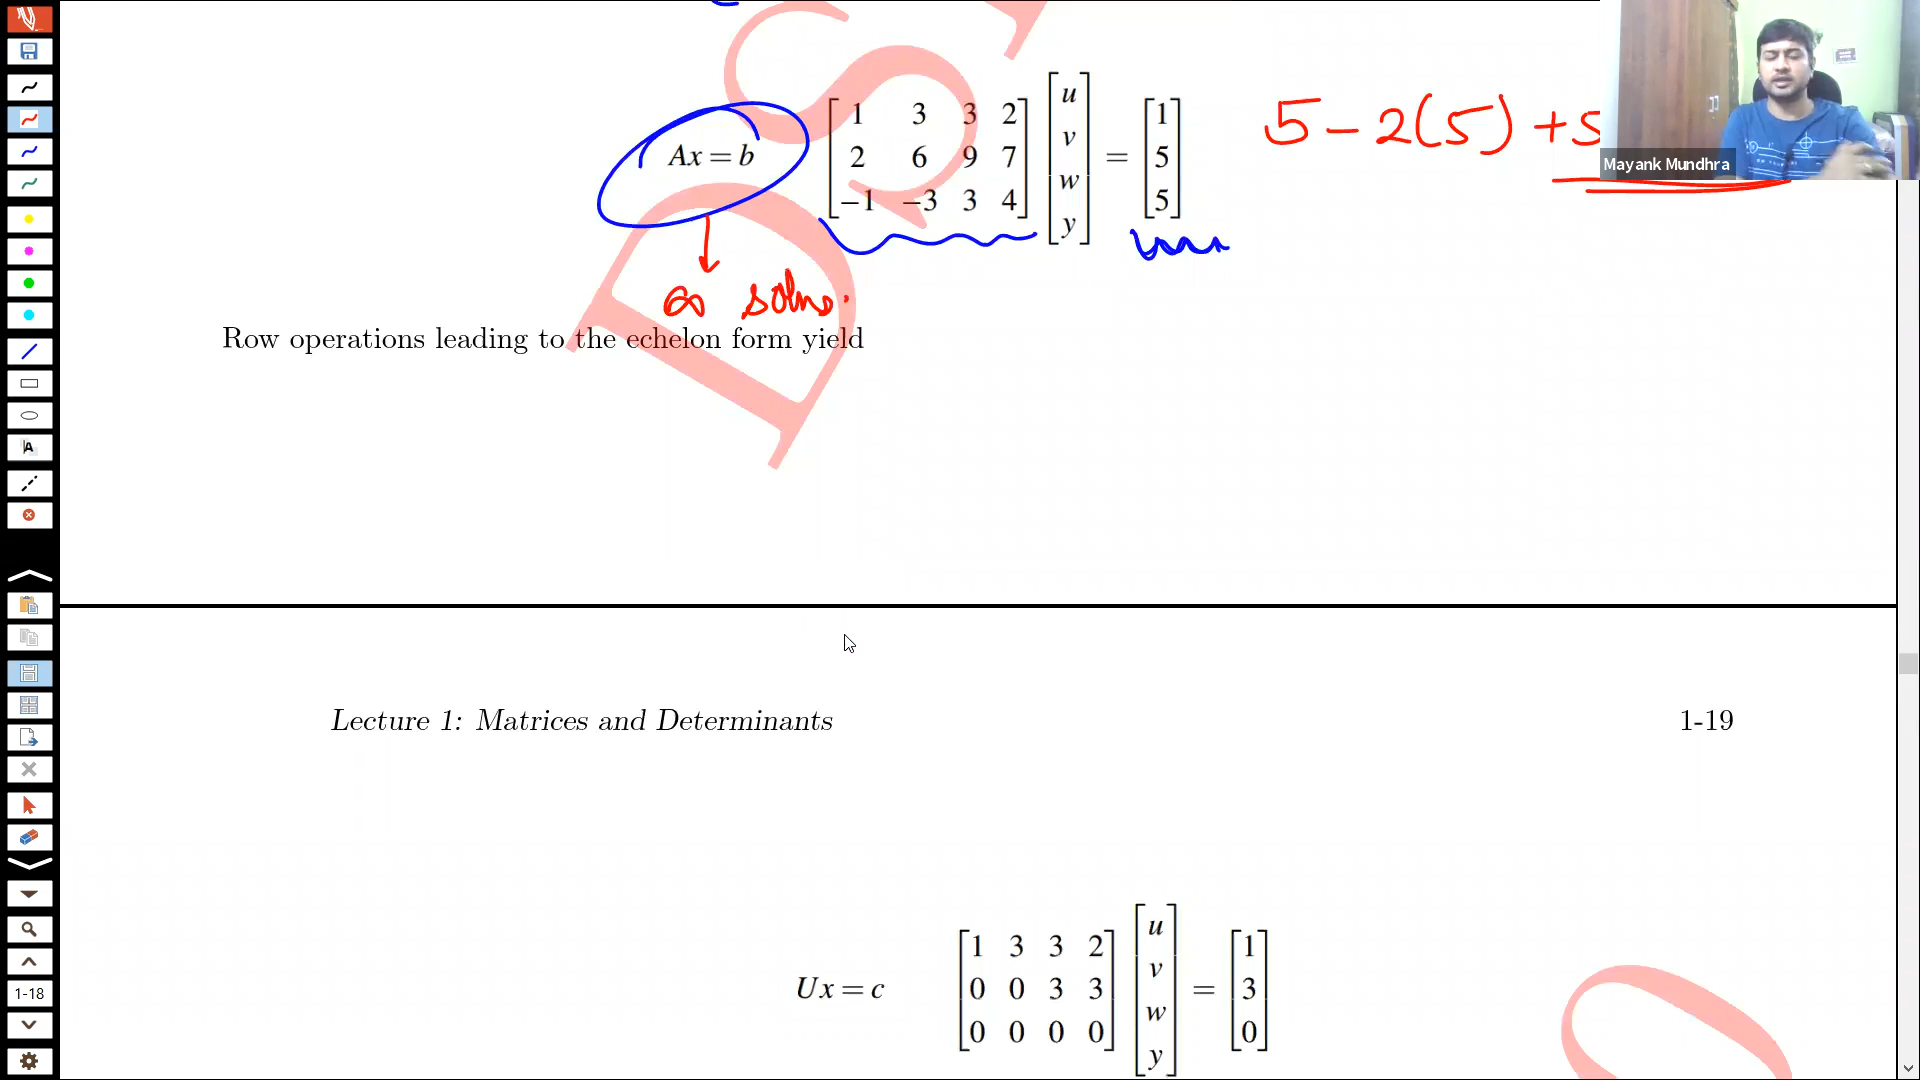 Ax = b [1 3 3 2; 2 6 9 7; −1 −3 3 4] [u; v; w; y] = [1; 5; 5]
5 − 2(5) + 5
Mayank Mundhra
∞ solns.
Row operations leading to the echelon form yield
Lecture 1: Matrices and Determinants 1-19
Ux = c [1 3 3 2; 0 0 3 3; 0 0 0 0] [u; v; w; y] = [1; 3; 0]
A
1-18